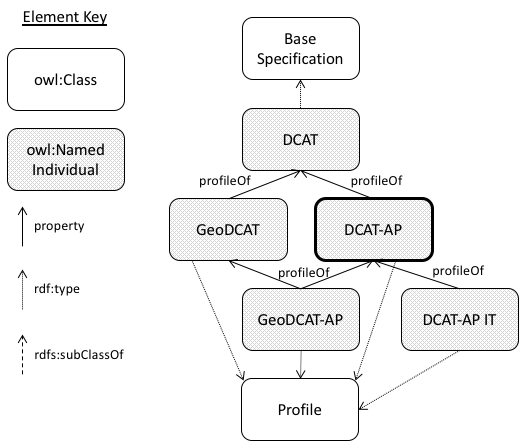 Element Key
owl:Class
owl:Named
Individual
property
rdf:type
rdfs:subClassOf
Base
Specification
DCAT
profileOf
profileOf
GeoDCAT
DCAT-AP
profileOf
profileOf
GeoDCAT-AP
DCAT-AP IT
Profile